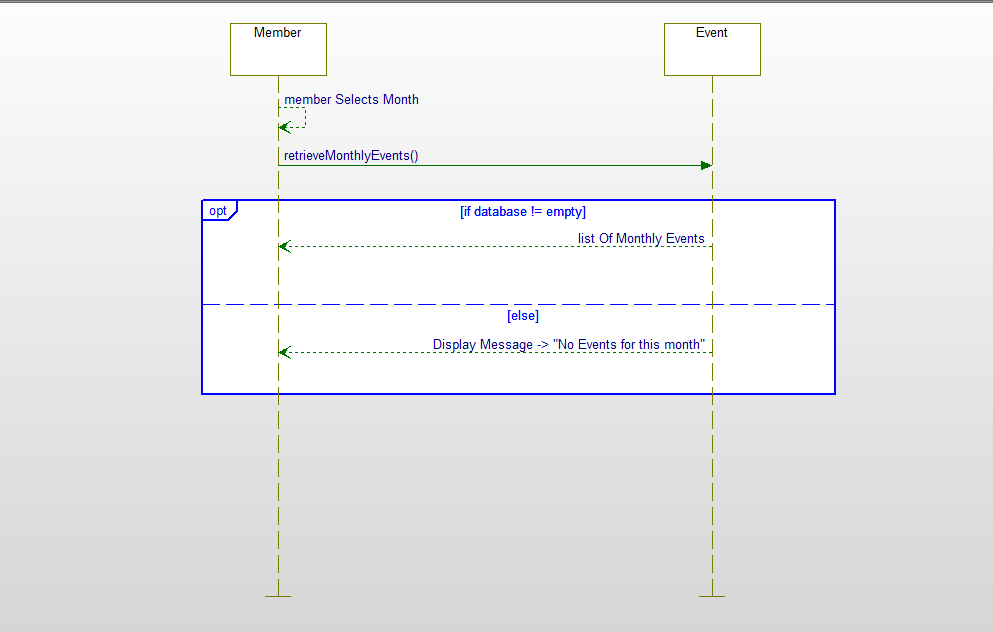 Member
Event
member Selects Month
retrieveMonthlyEvents()
opt
[if database != empty]
list Of Monthly Events
[else]
Display Message -> "No Events for this month"